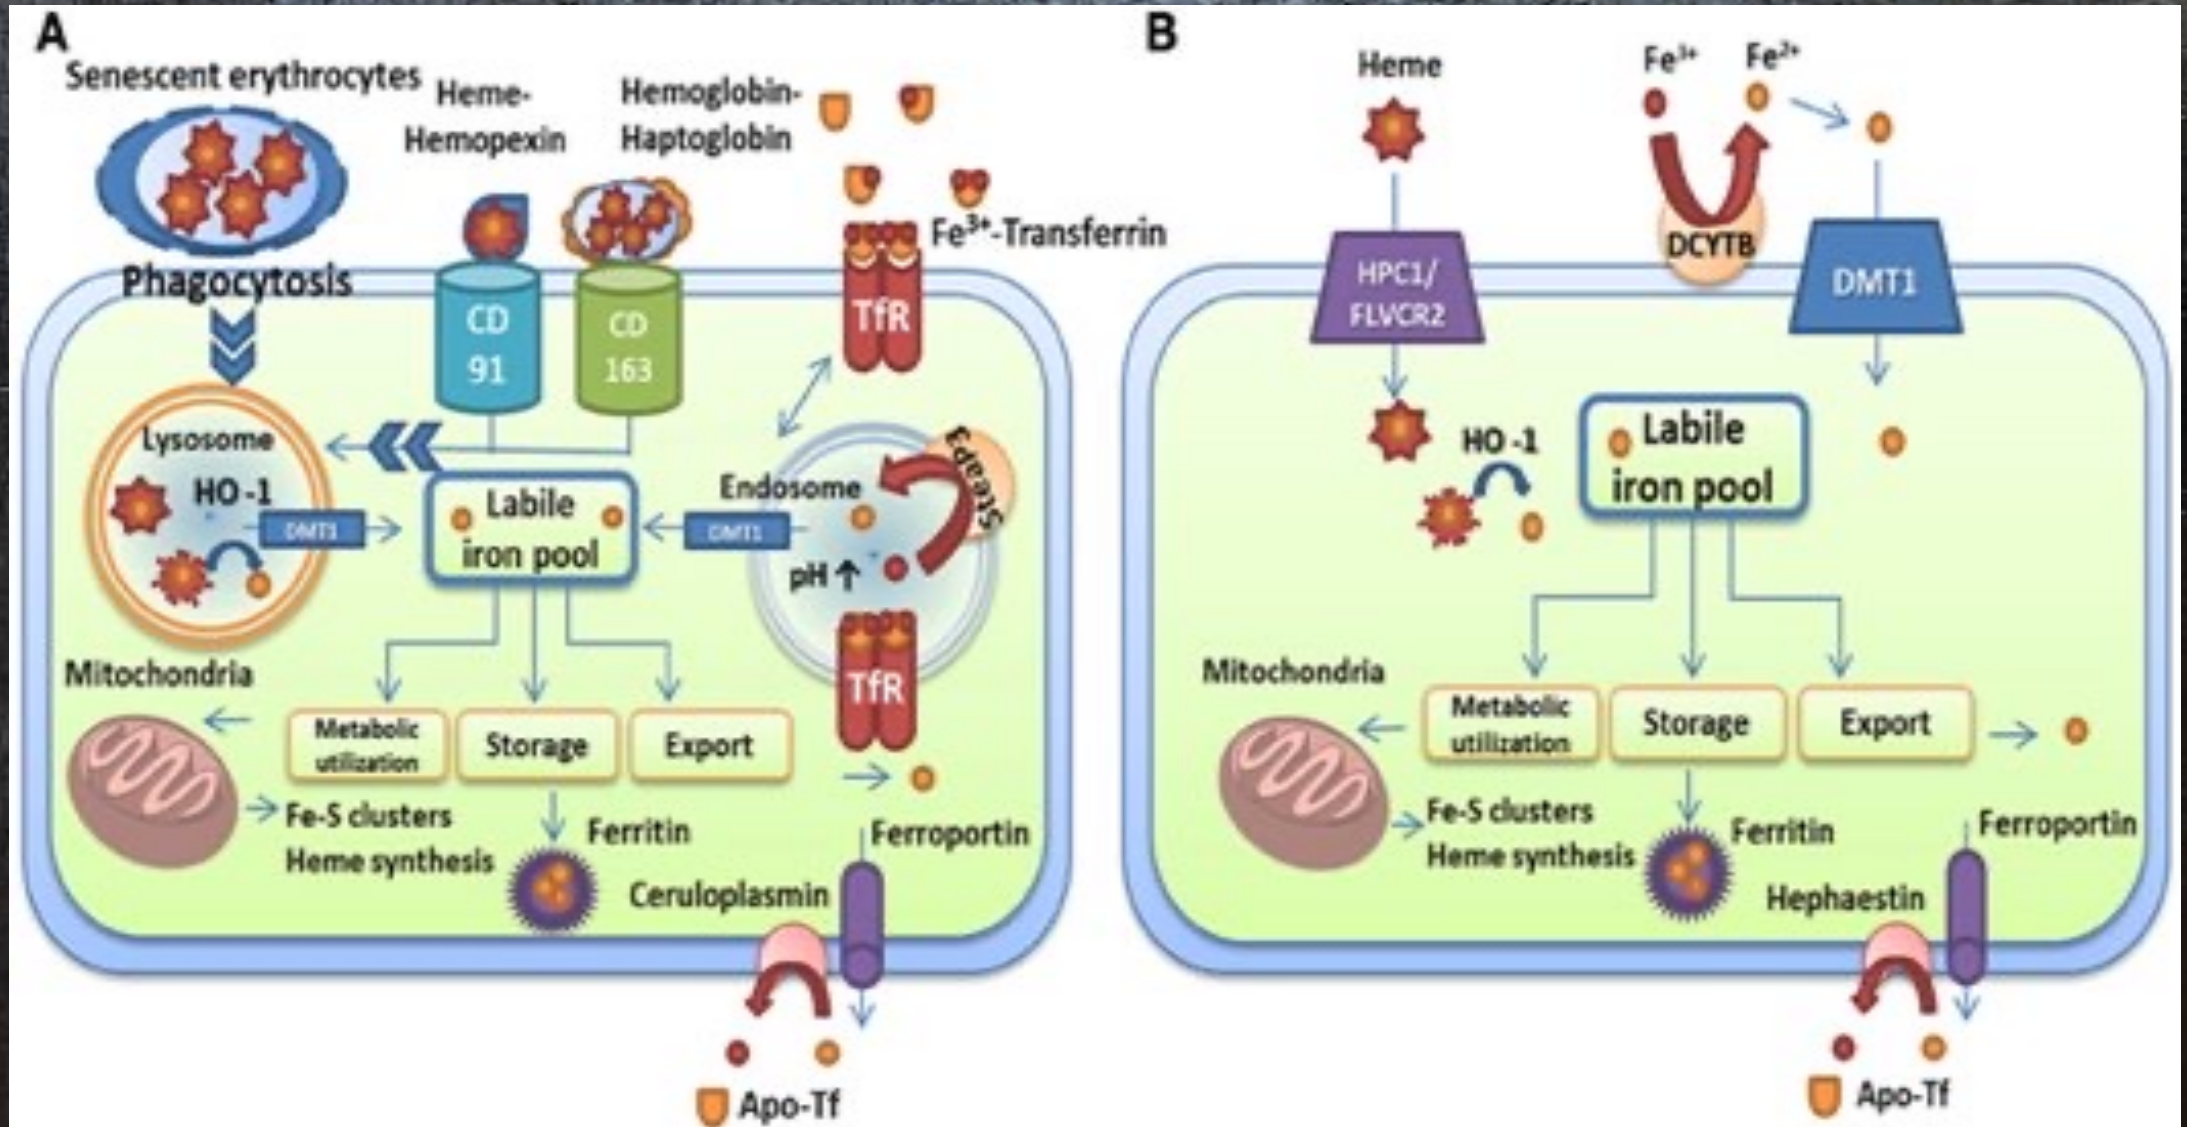 A
Senescent erythrocytes
Heme-
Hemopexin
Hemoglobin-
Haptoglobin
Fe³⁺-Transferrin
Phagocytosis
CD
91
CD
163
TfR
Lysosome
HO -1
DMT1
Labile
iron pool
Endosome
DMT1
Steap3
pH ↑
TfR
Mitochondria
Metabolic
utilization
Storage
Export
Fe-S clusters
Heme synthesis
Ferritin
Ferroportin
Ceruloplasmin
Apo-Tf
B
Heme
Fe³⁺
Fe²⁺
HPC1/
FLVCR2
DCYTB
DMT1
HO -1
Labile
iron pool
Mitochondria
Metabolic
utilization
Storage
Export
Fe-S clusters
Heme synthesis
Ferritin
Ferroportin
Hephaestin
Apo-Tf